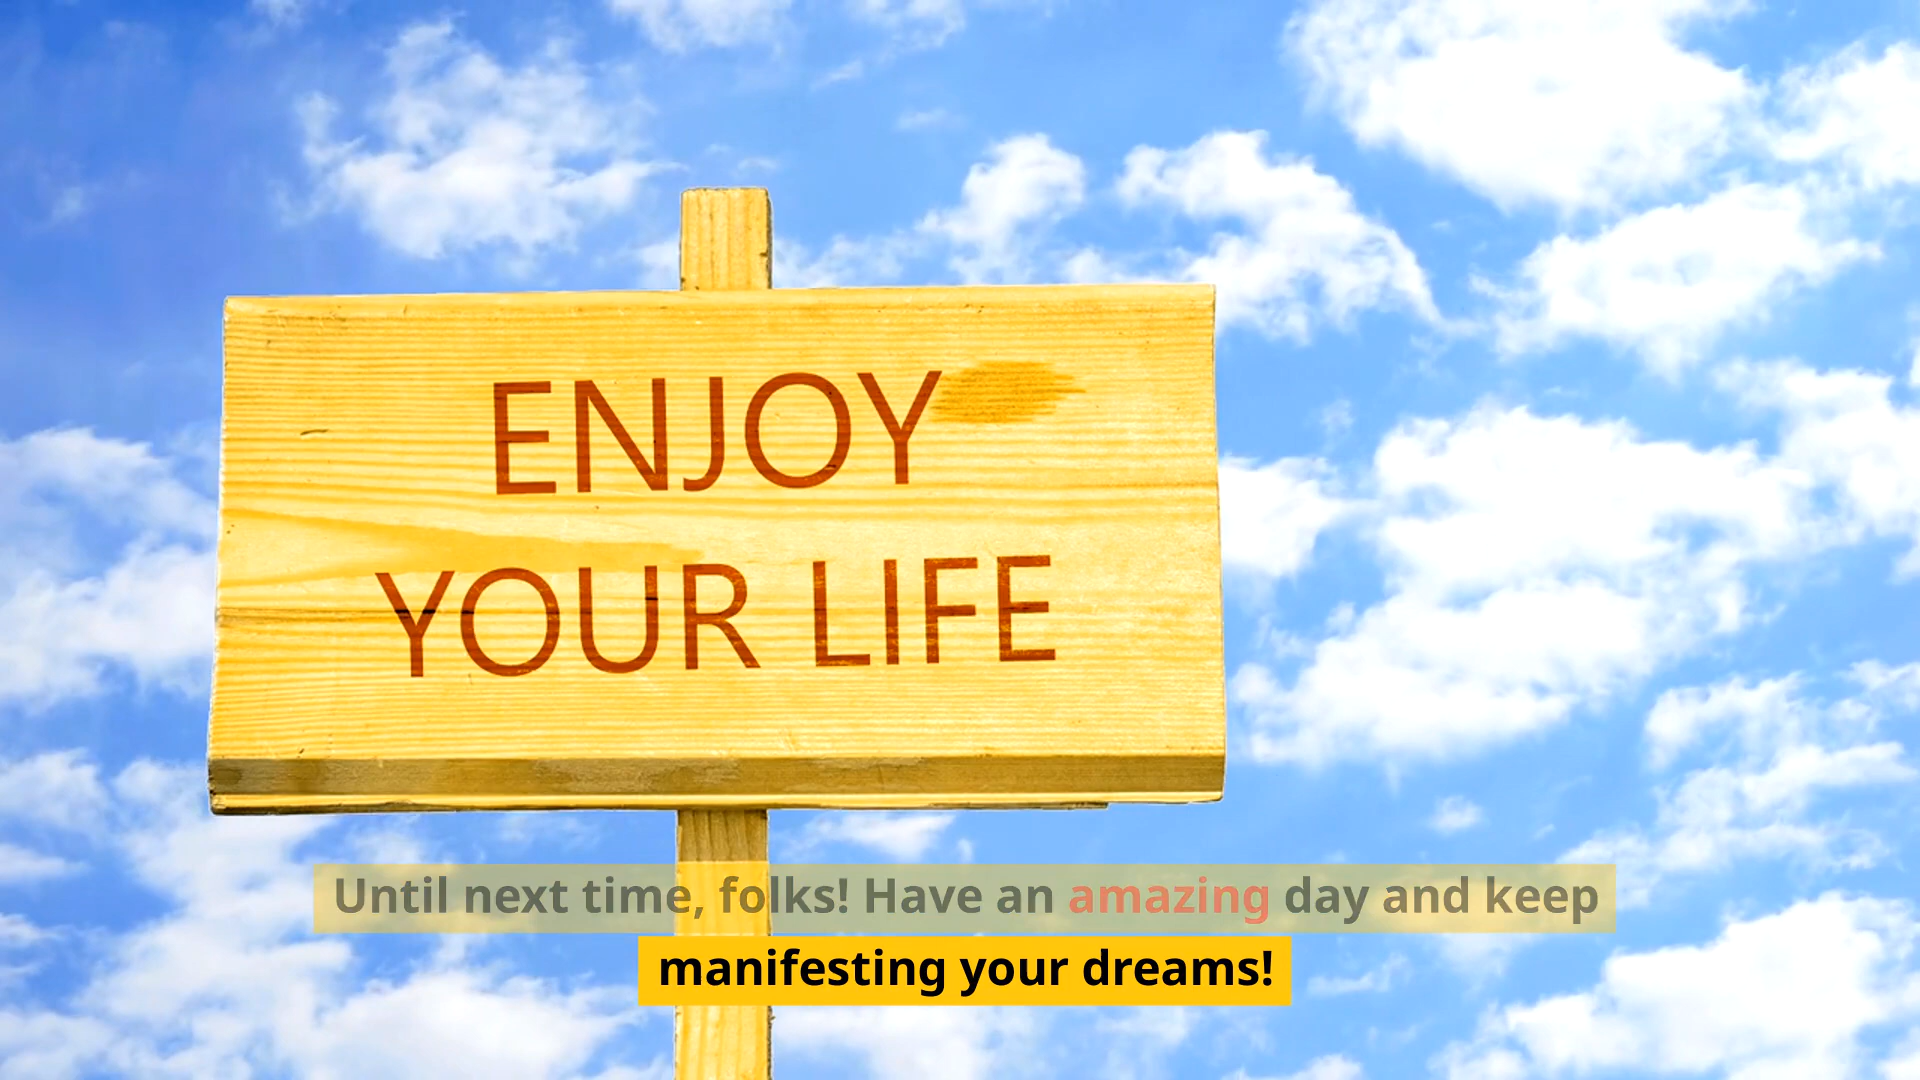 ENJOY
YOUR LIFE
Until next time, folks! Have an amazing day and keep
manifesting your dreams!